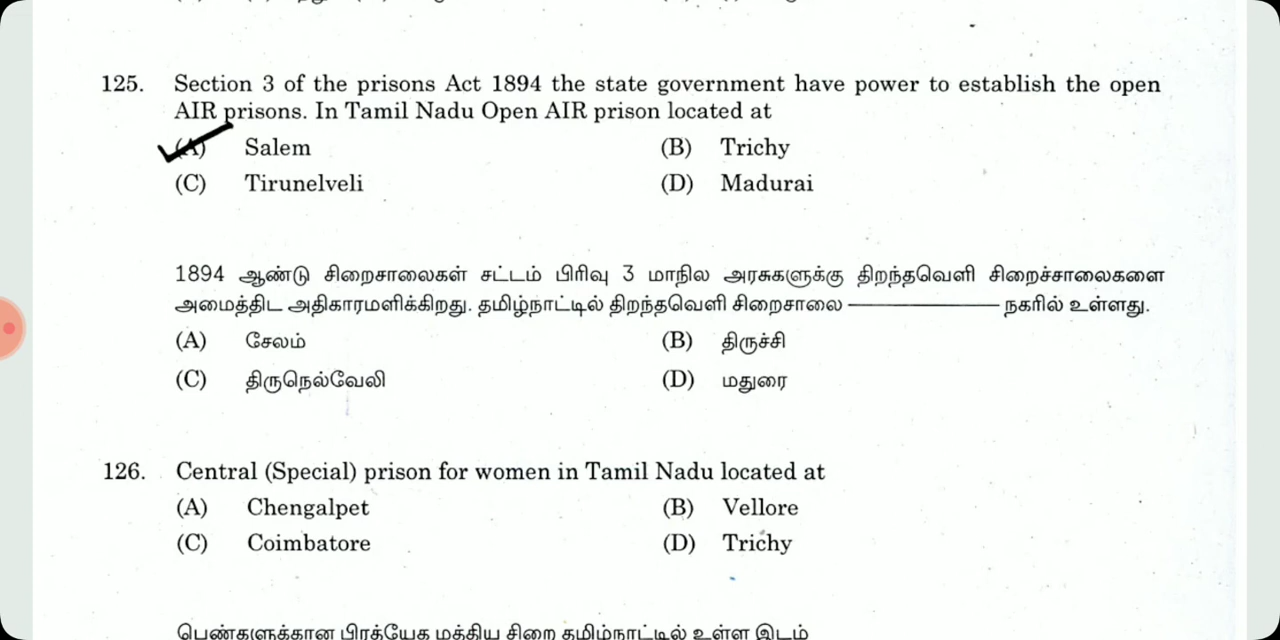 125. Section 3 of the prisons Act 1894 the state government have power to establish the open
AIR prisons. In Tamil Nadu Open AIR prison located at
(A) Salem (B) Trichy
(C) Tirunelveli (D) Madurai
1894 ஆண்டு சிறைசாலைகள் சட்டம் பிரிவு 3 மாநில அரசுகளுக்கு திறந்தவெளி சிறைச்சாலைகளை
அமைத்திட அதிகாரமளிக்கிறது. தமிழ்நாட்டில் திறந்தவெளி சிறைசாலை ———— நகரில் உள்ளது.
(A) சேலம் (B) திருச்சி
(C) திருநெல்வேலி (D) மதுரை
126. Central (Special) prison for women in Tamil Nadu located at
(A) Chengalpet (B) Vellore
(C) Coimbatore (D) Trichy
பெண்களுக்கான பிரத்யேக மத்திய சிறை தமிழ்நாட்டில் உள்ள இடம்